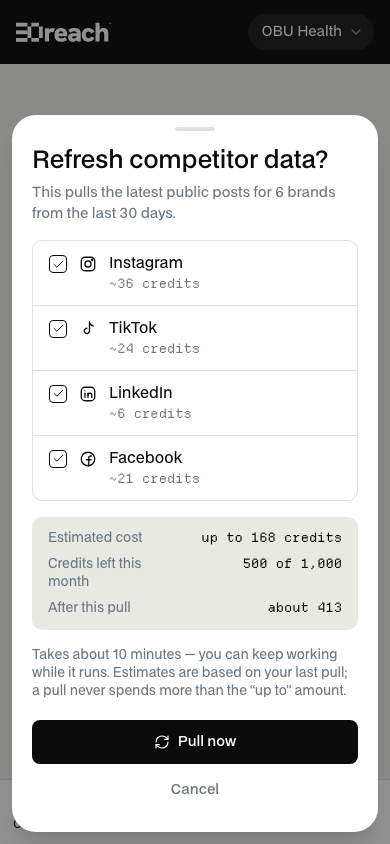 reach
OBU Health
Refresh competitor data?
This pulls the latest public posts for 6 brands
from the last 30 days.
Instagram
~36 credits
TikTok
~24 credits
LinkedIn
~6 credits
Facebook
~21 credits
Estimated cost up to 168 credits
Credits left this month 500 of 1,000
After this pull about 413
Takes about 10 minutes — you can keep working
while it runs. Estimates are based on your last pull;
a pull never spends more than the “up to” amount.
Pull now
Cancel